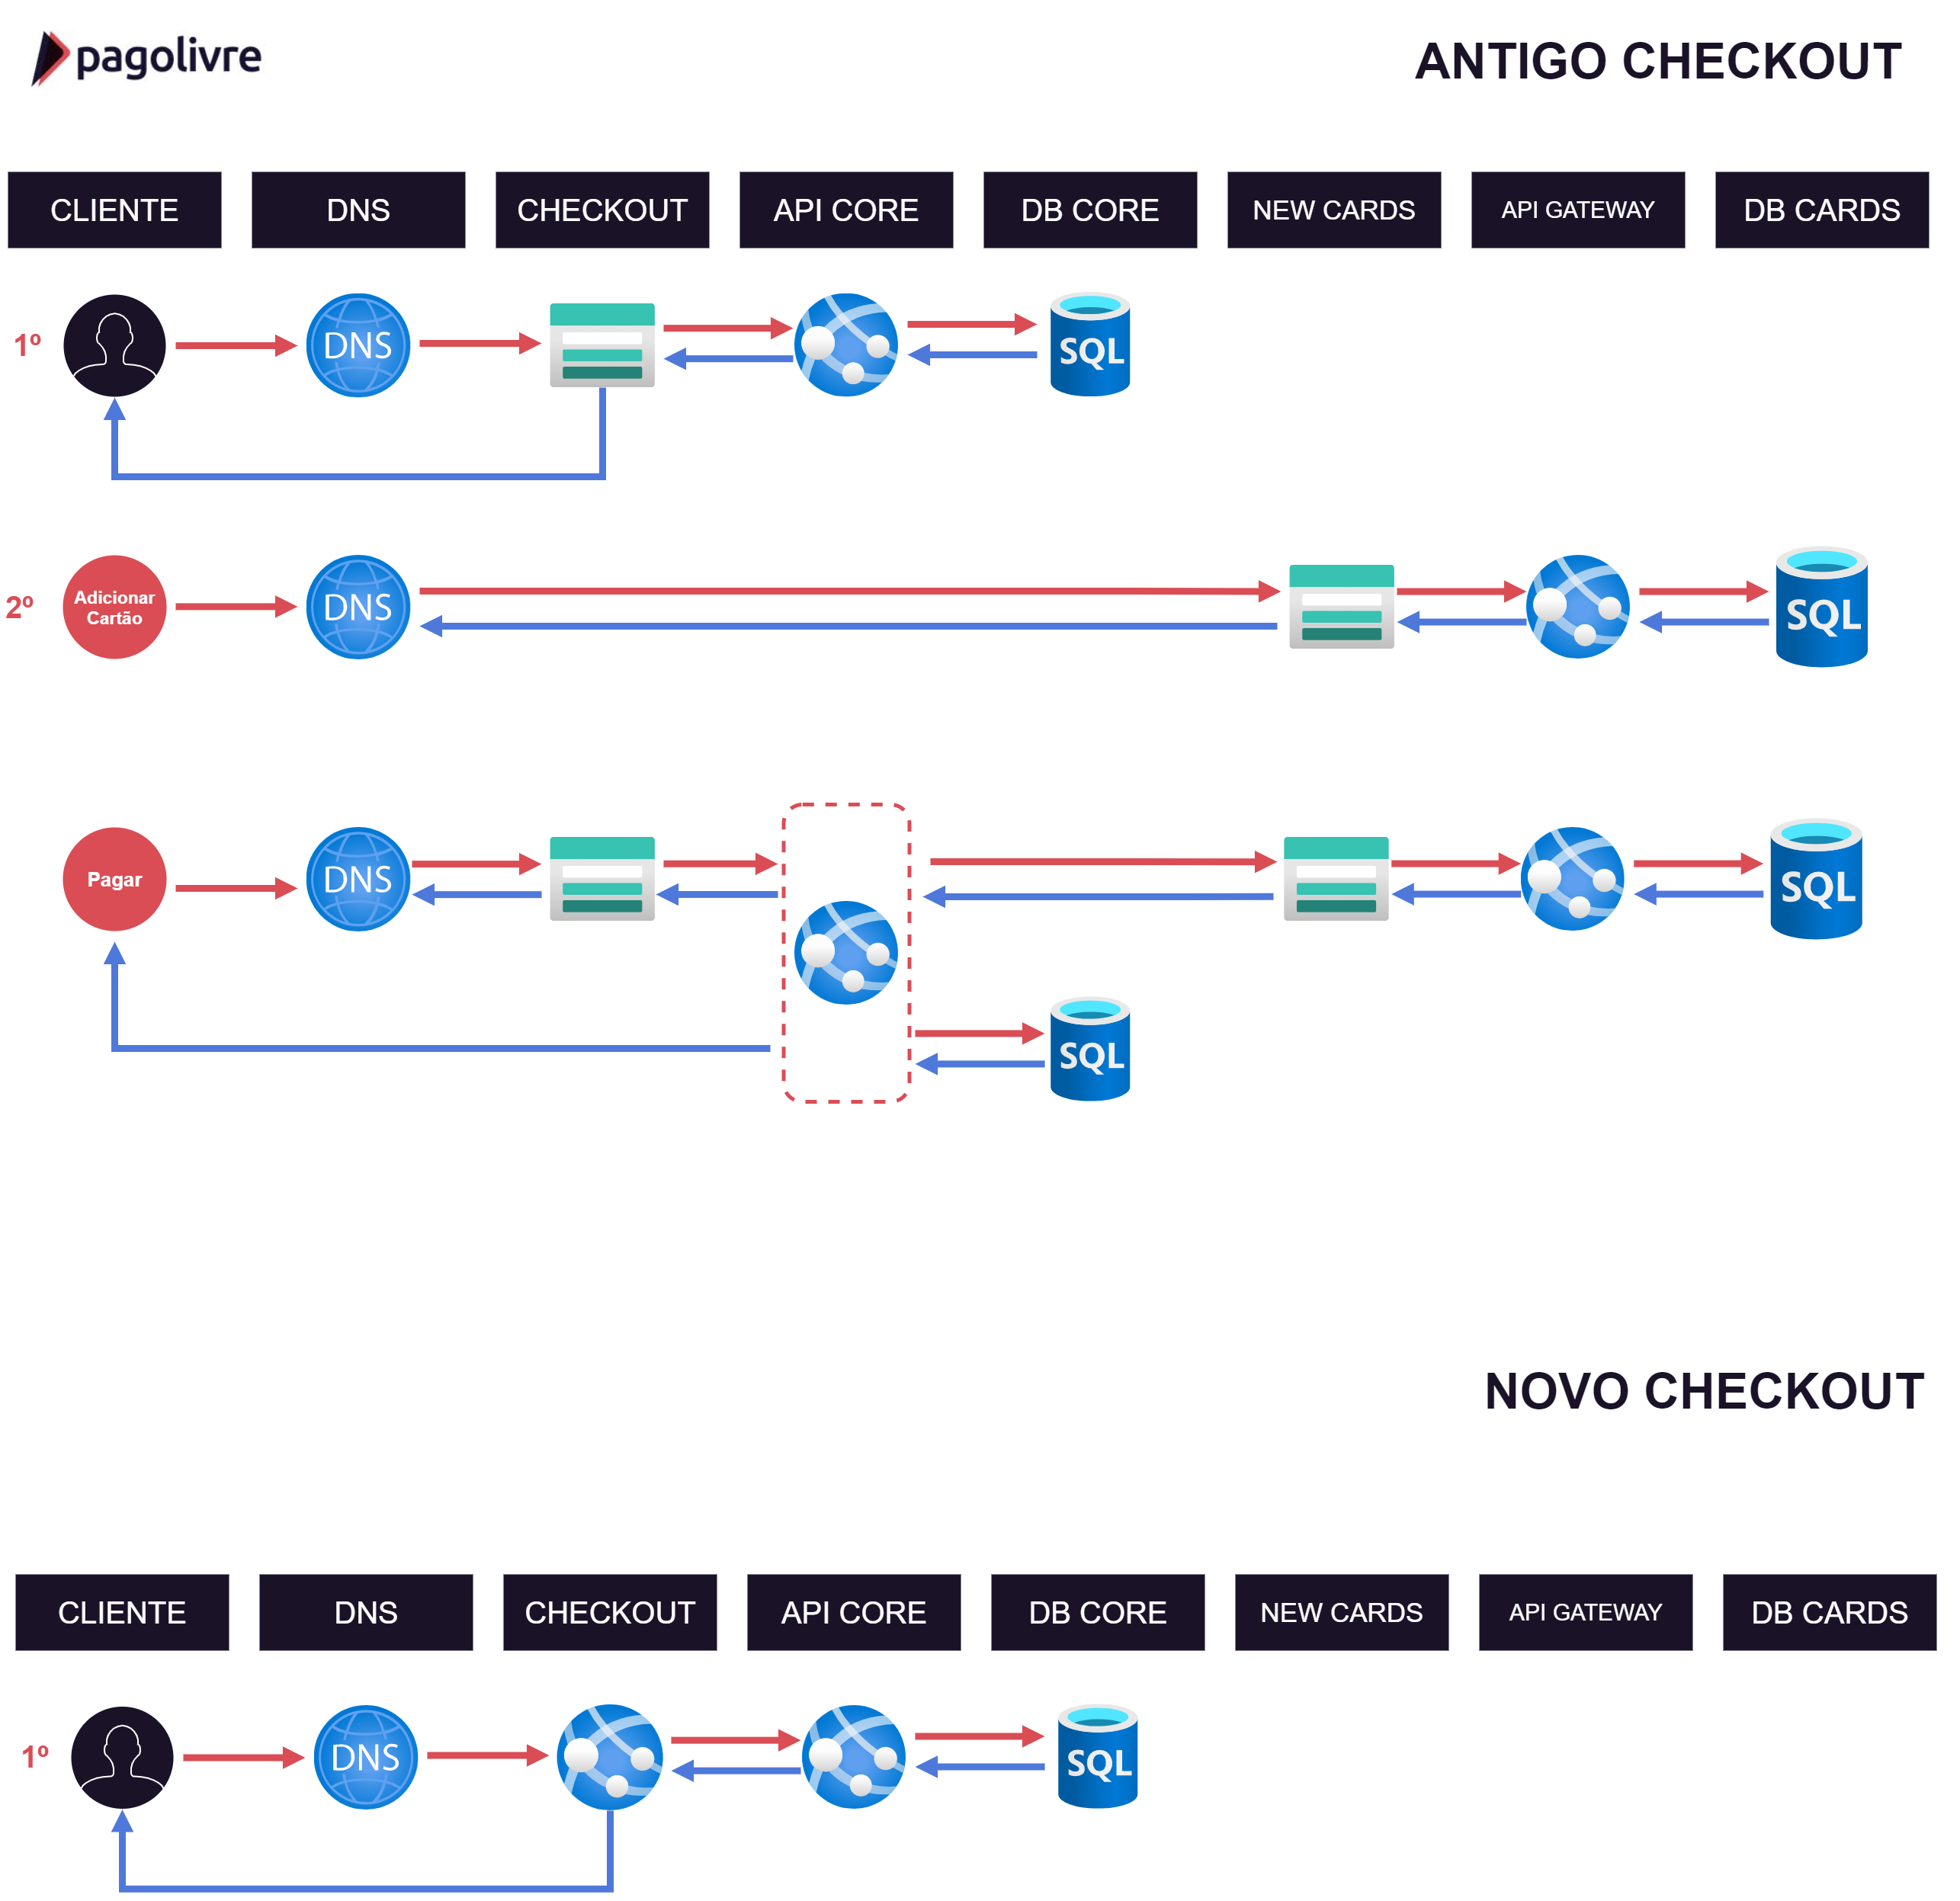 pagolivre
ANTIGO CHECKOUT
CLIENTE
DNS
CHECKOUT
API CORE
DB CORE
NEW CARDS
API GATEWAY
DB CARDS
1º
DNS
SQL
2º
Adicionar
Cartão
DNS
SQL
Pagar
DNS
SQL
SQL
NOVO CHECKOUT
CLIENTE
DNS
CHECKOUT
API CORE
DB CORE
NEW CARDS
API GATEWAY
DB CARDS
1º
DNS
SQL